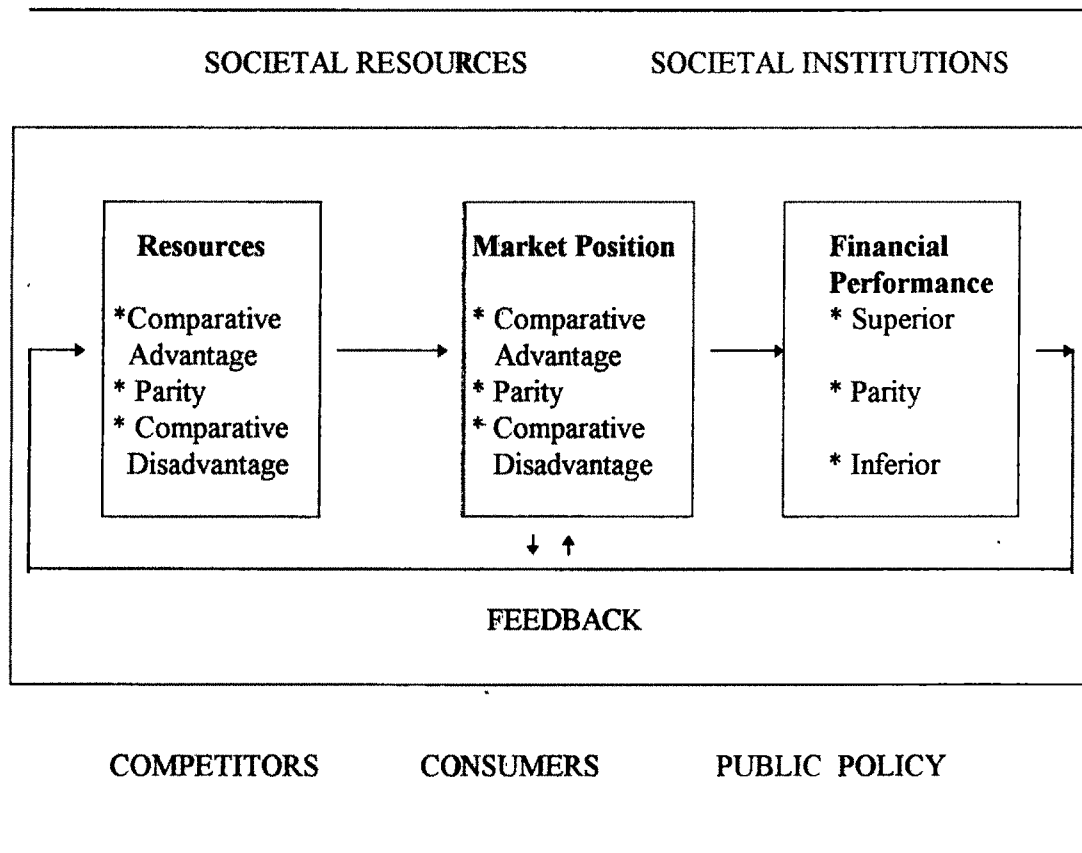 SOCIETAL RESOURCES SOCIETAL INSTITUTIONS
Resources
*Comparative
Advantage
* Parity
* Comparative
Disadvantage
Market Position
* Comparative
Advantage
* Parity
* Comparative
Disadvantage
Financial
Performance
* Superior
* Parity
* Inferior
FEEDBACK
COMPETITORS CONSUMERS PUBLIC POLICY